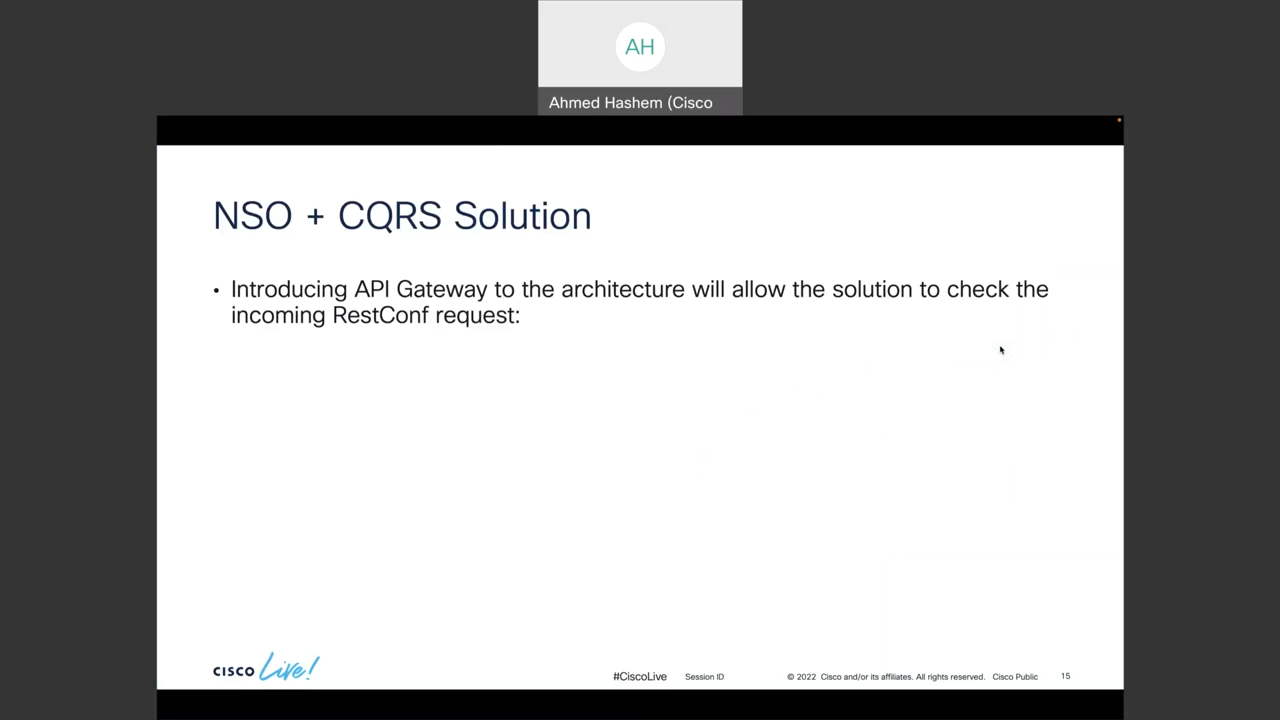 AH
Ahmed Hashem (Cisco
NSO + CQRS Solution
• Introducing API Gateway to the architecture will allow the solution to check the
incoming RestConf request:
CISCO Live!
#CiscoLive Session ID © 2022 Cisco and/or its affiliates. All rights reserved. Cisco Public 15